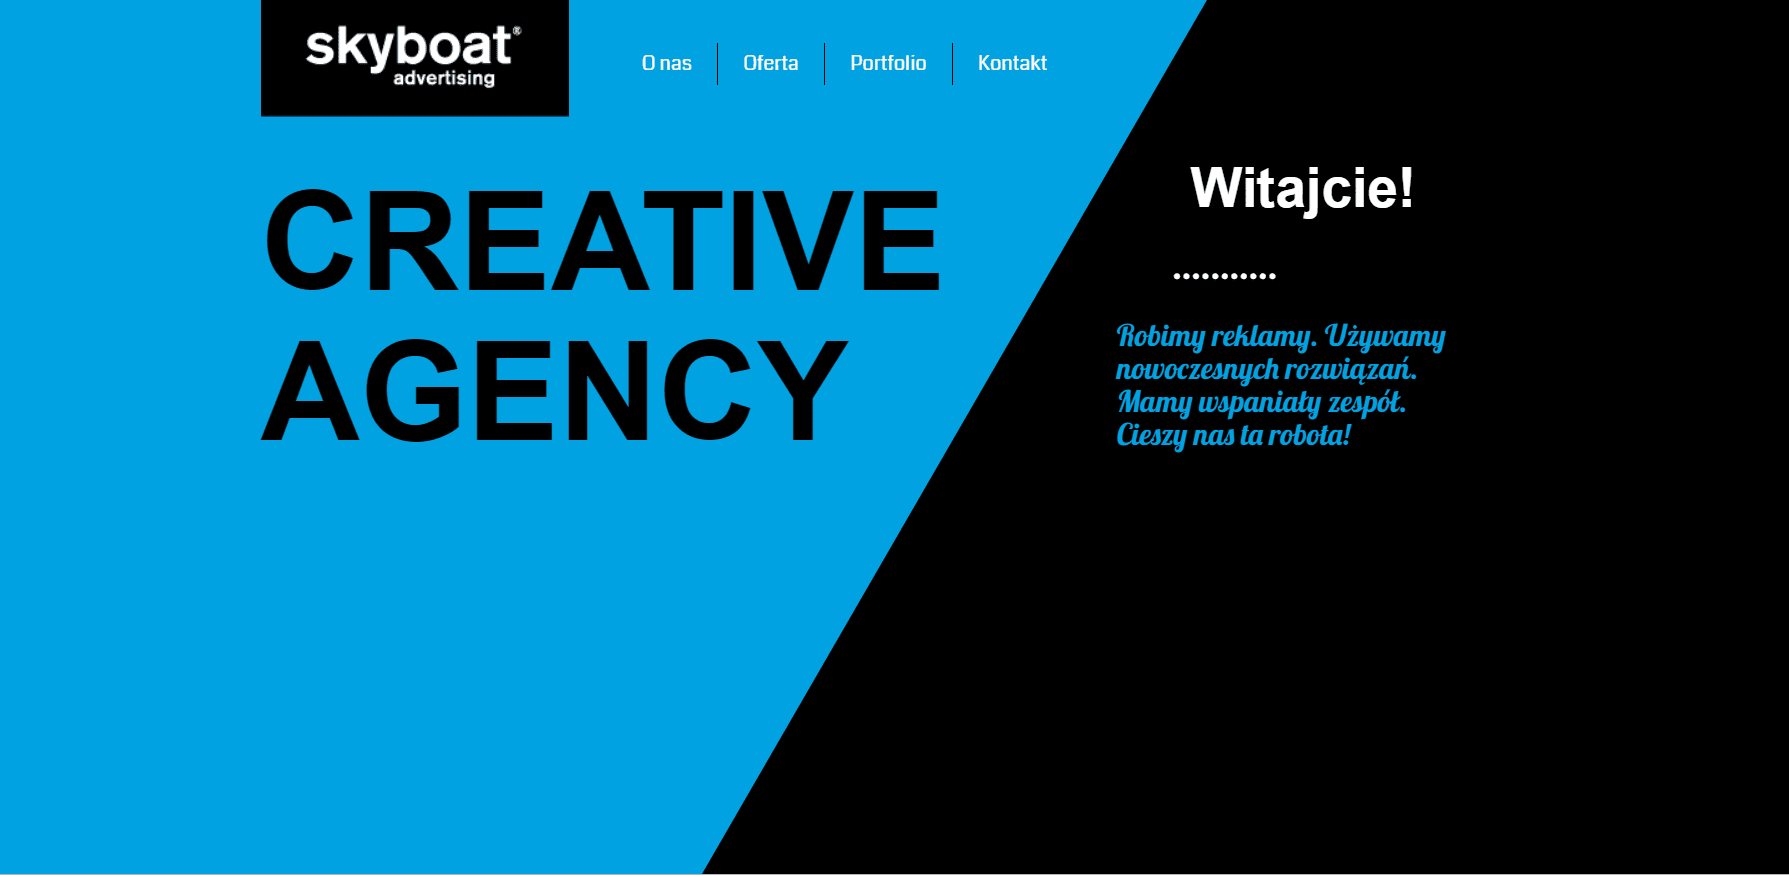 skyboat®
advertising
O nas
Oferta
Portfolio
Kontakt
CREATIVE
AGENCY
Witajcie!
...........
Robimy reklamy. Używamy
nowoczesnych rozwiązań.
Mamy wspaniały zespół.
Cieszy nas ta robota!